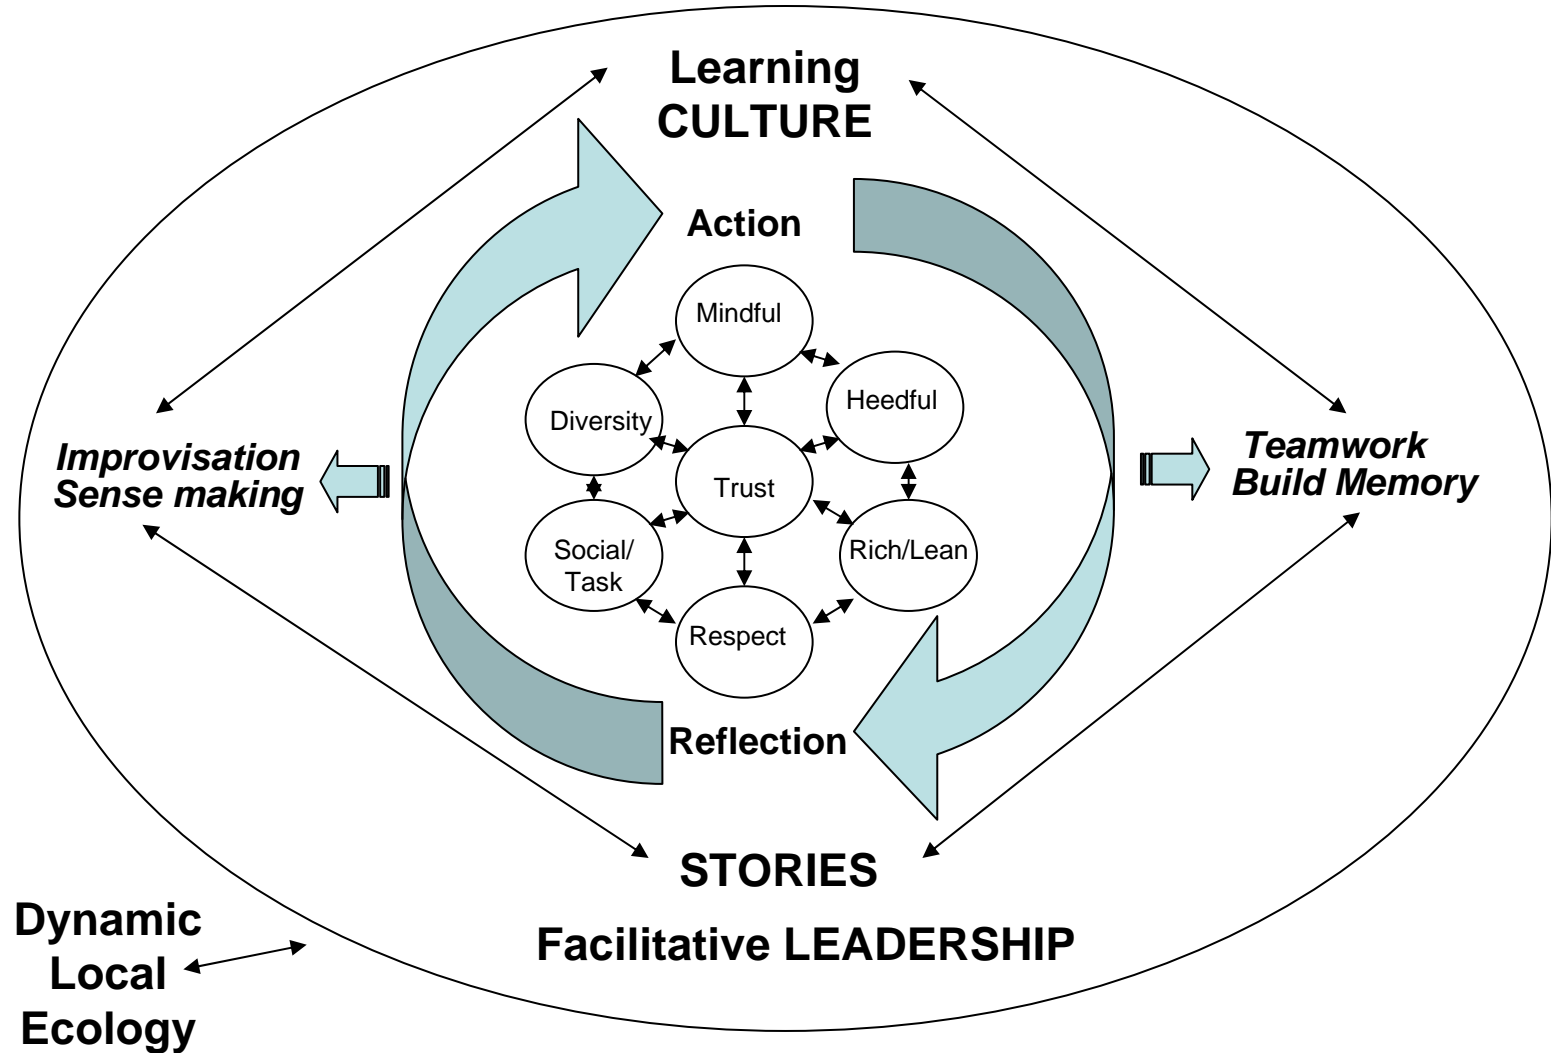 Learning
CULTURE
Action
Mindful
Heedful
Diversity
Trust
Social/
Task
Rich/Lean
Respect
Reflection
Improvisation
Sense making
Teamwork
Build Memory
STORIES
Facilitative LEADERSHIP
Dynamic
Local
Ecology